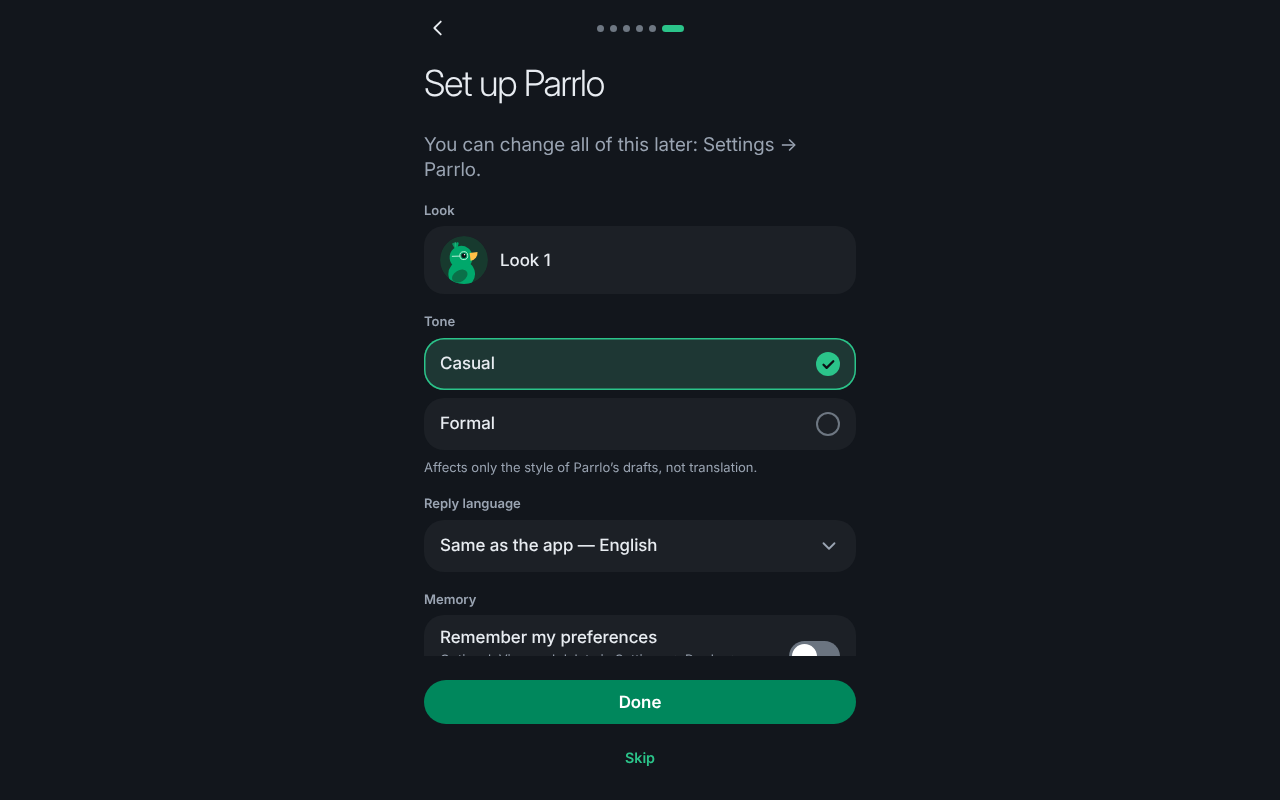 Set up Parrlo
You can change all of this later: Settings →
Parrlo.
Look
Look 1
Tone
Casual
Formal
Affects only the style of Parrlo’s drafts, not translation.
Reply language
Same as the app — English
Memory
Remember my preferences
Done
Skip